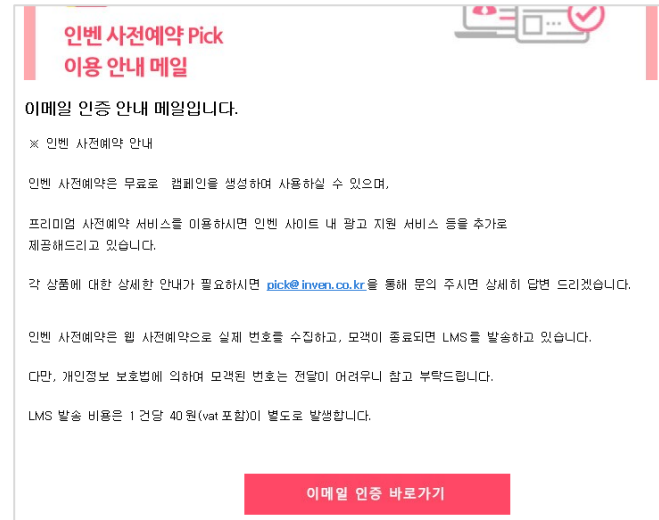 인벤 사전예약 Pick
이용 안내 메일
이메일 인증 안내 메일입니다.
※ 인벤 사전예약 안내
인벤 사전예약은 무료로 캠페인을 생성하여 사용하실 수 있으며,
프리미엄 사전예약 서비스를 이용하시면 인벤 사이트 내 광고 지원 서비스 등을 추가로
제공해드리고 있습니다.
각 상품에 대한 상세한 안내가 필요하시면 pick@inven.co.kr을 통해 문의 주시면 상세히 답변 드리겠습니다.
인벤 사전예약은 웹 사전예약으로 실제 번호를 수집하고, 모객이 종료되면 LMS를 발송하고 있습니다.
다만, 개인정보 보호법에 의하여 모객된 번호는 전달이 어려우니 참고 부탁드립니다.
LMS 발송 비용은 1건당 40원(vat포함)이 별도로 발생합니다.
이메일 인증 바로가기